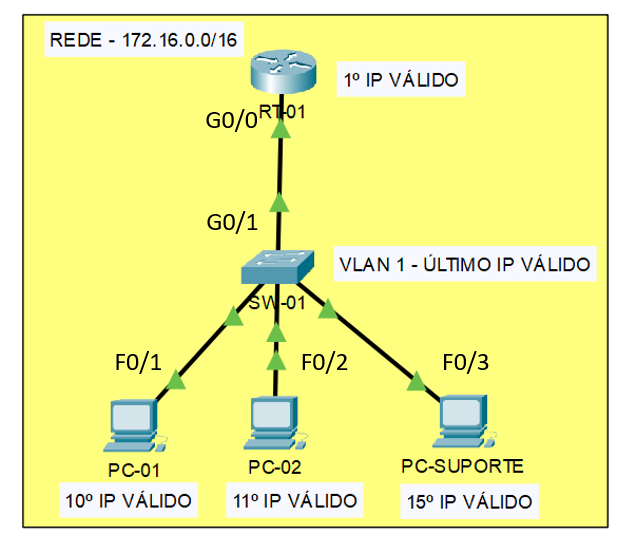 REDE - 172.16.0.0/16
1º IP VÁLIDO
RT-01
G0/0
G0/1
VLAN 1 - ÚLTIMO IP VÁLIDO
SW-01
F0/1
F0/2
F0/3
PC-01
PC-02
PC-SUPORTE
10º IP VÁLIDO
11º IP VÁLIDO
15º IP VÁLIDO